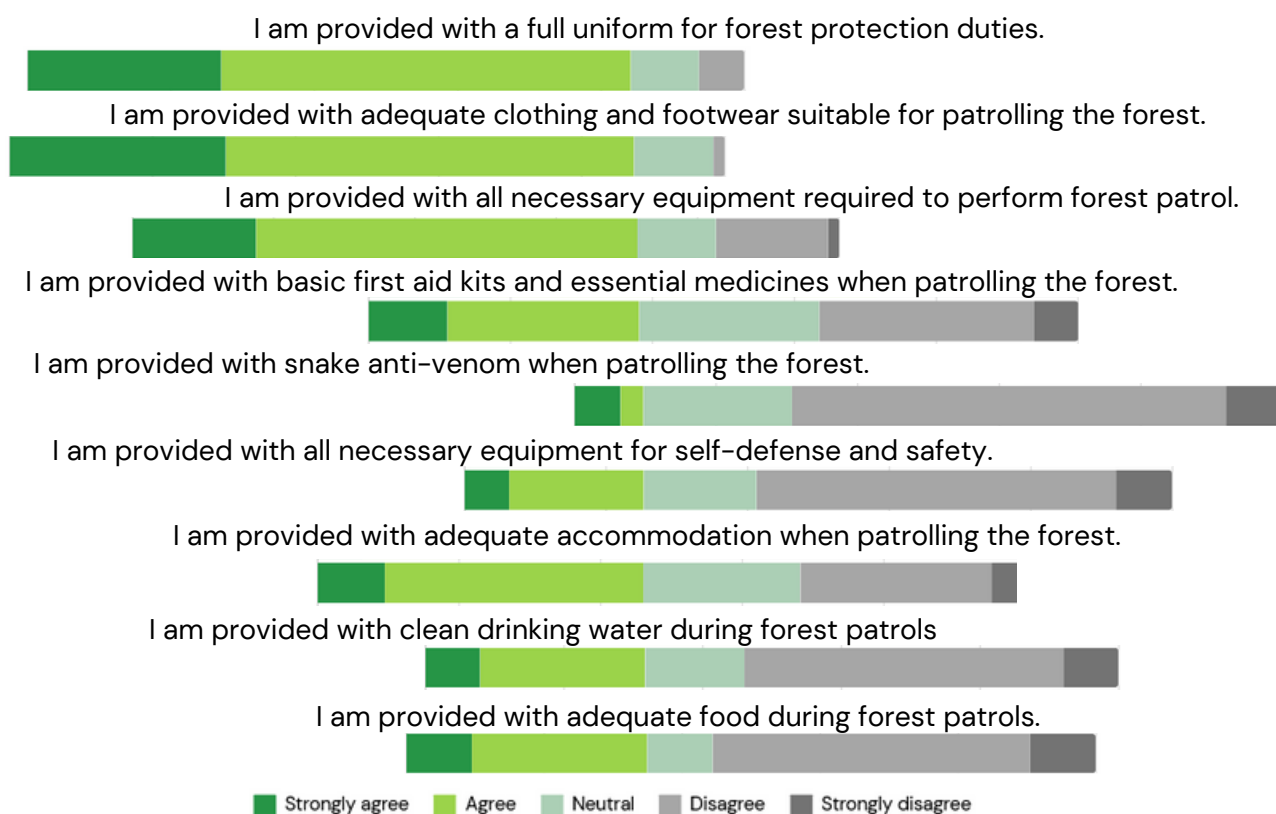 I am provided with a full uniform for forest protection duties.
I am provided with adequate clothing and footwear suitable for patrolling the forest.
I am provided with all necessary equipment required to perform forest patrol.
I am provided with basic first aid kits and essential medicines when patrolling the forest.
I am provided with snake anti-venom when patrolling the forest.
I am provided with all necessary equipment for self-defense and safety.
I am provided with adequate accommodation when patrolling the forest.
I am provided with clean drinking water during forest patrols
I am provided with adequate food during forest patrols.
Strongly agree Agree Neutral Disagree Strongly disagree